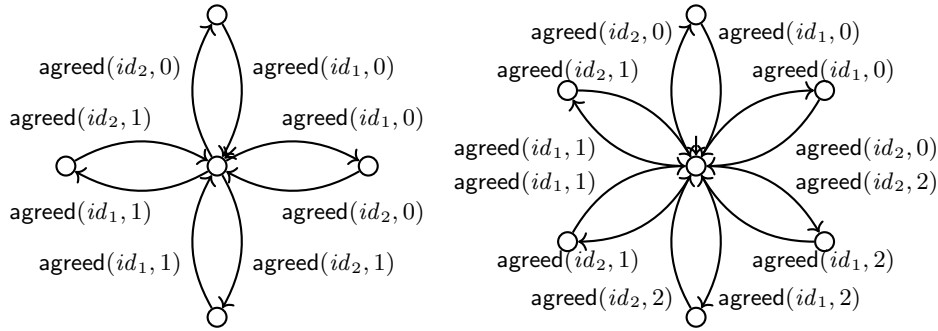 agreed(id₂, 0)
agreed(id₁, 0)
agreed(id₂, 1)
agreed(id₁, 0)
agreed(id₁, 1)
agreed(id₂, 0)
agreed(id₁, 1)
agreed(id₂, 1)
agreed(id₂, 0)
agreed(id₁, 0)
agreed(id₂, 1)
agreed(id₁, 0)
agreed(id₁, 1)
agreed(id₂, 0)
agreed(id₁, 1)
agreed(id₂, 2)
agreed(id₂, 1)
agreed(id₁, 2)
agreed(id₂, 2)
agreed(id₁, 2)